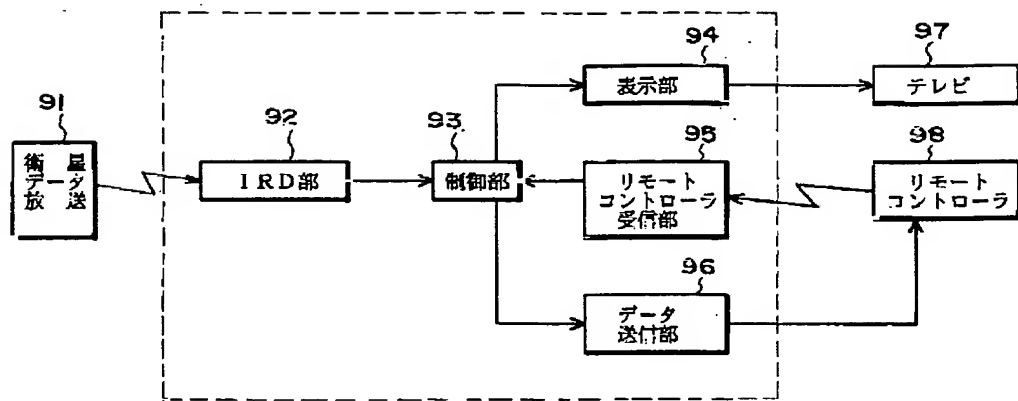 94
97
表示部
テレビ
91
92
93
95
98
衛星
データ
放送
IRD部
制御部
リモート
コントローラ
受信部
リモート
コントローラ
96
データ
送信部